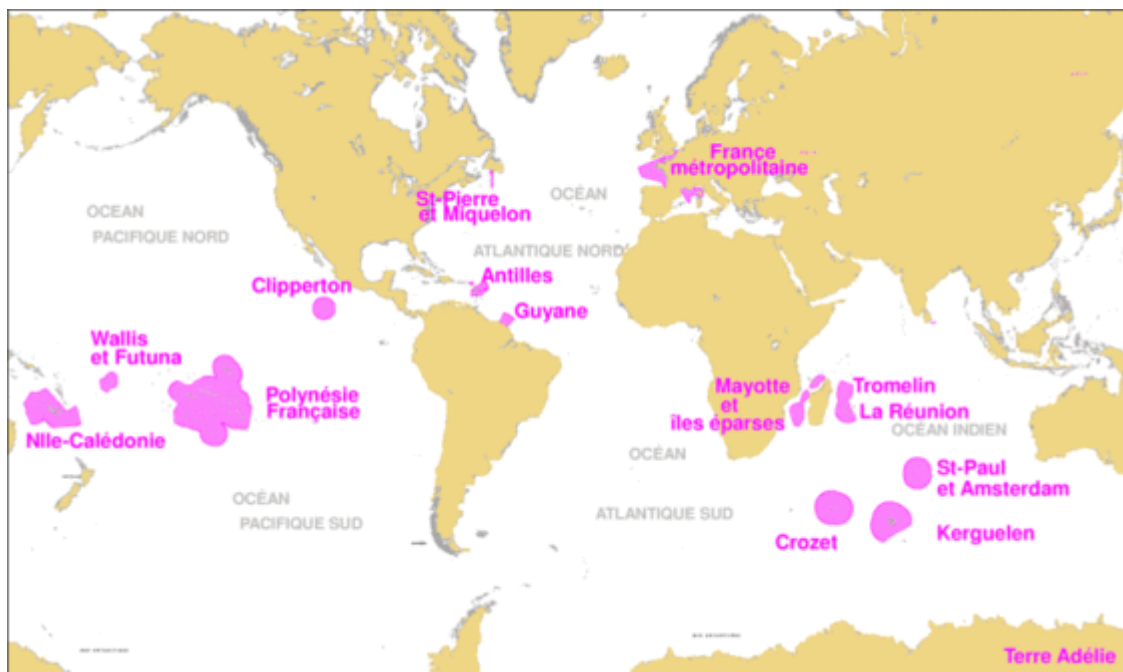 France
métropolitaine
St-Pierre
et Miquelon
OCÉAN
ATLANTIQUE NORD
OCEAN
PACIFIQUE NORD
Clipperton
Antilles
Guyane
Wallis
et Futuna
Polynésie
Française
Nlle-Calédonie
Mayotte
et
îles éparses
Tromelin
La Réunion
OCÉAN INDIEN
OCÉAN
ATLANTIQUE SUD
St-Paul
et Amsterdam
OCÉAN
PACIFIQUE SUD
Crozet
Kerguelen
Terre Adélie